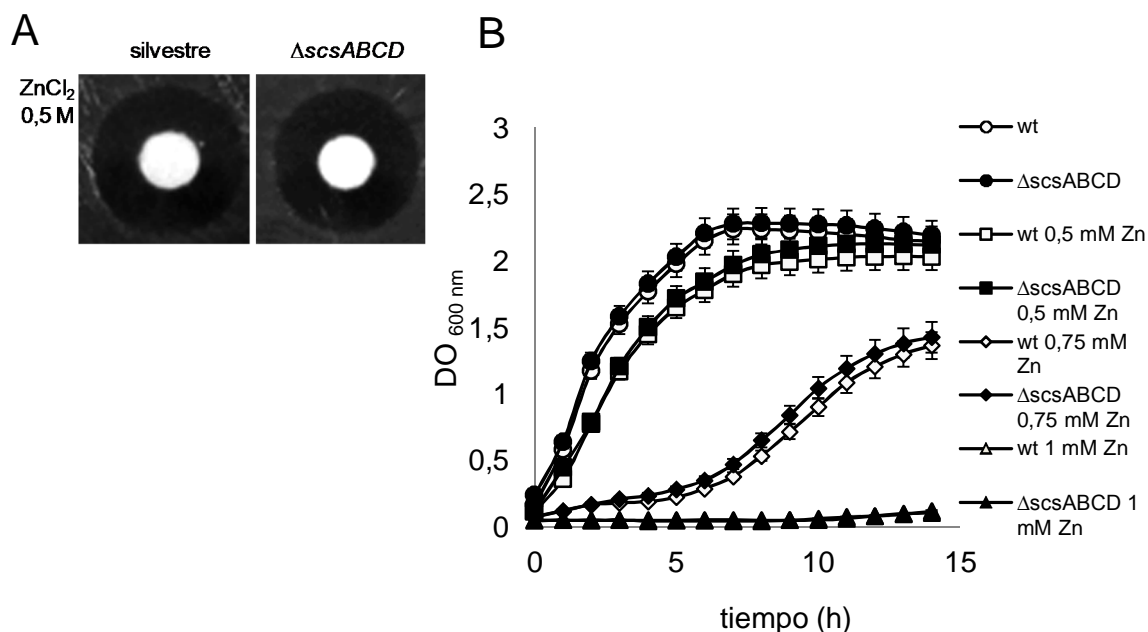 A
silvestre
ΔscsABCD
ZnCl2
0,5 M
B
DO 600 nm
3
2,5
2
1,5
1
0,5
0
0
5
10
15
tiempo (h)
wt
ΔscsABCD
wt 0,5 mM Zn
ΔscsABCD
0,5 mM Zn
wt 0,75 mM
Zn
ΔscsABCD
0,75 mM Zn
wt 1 mM Zn
ΔscsABCD 1
mM Zn